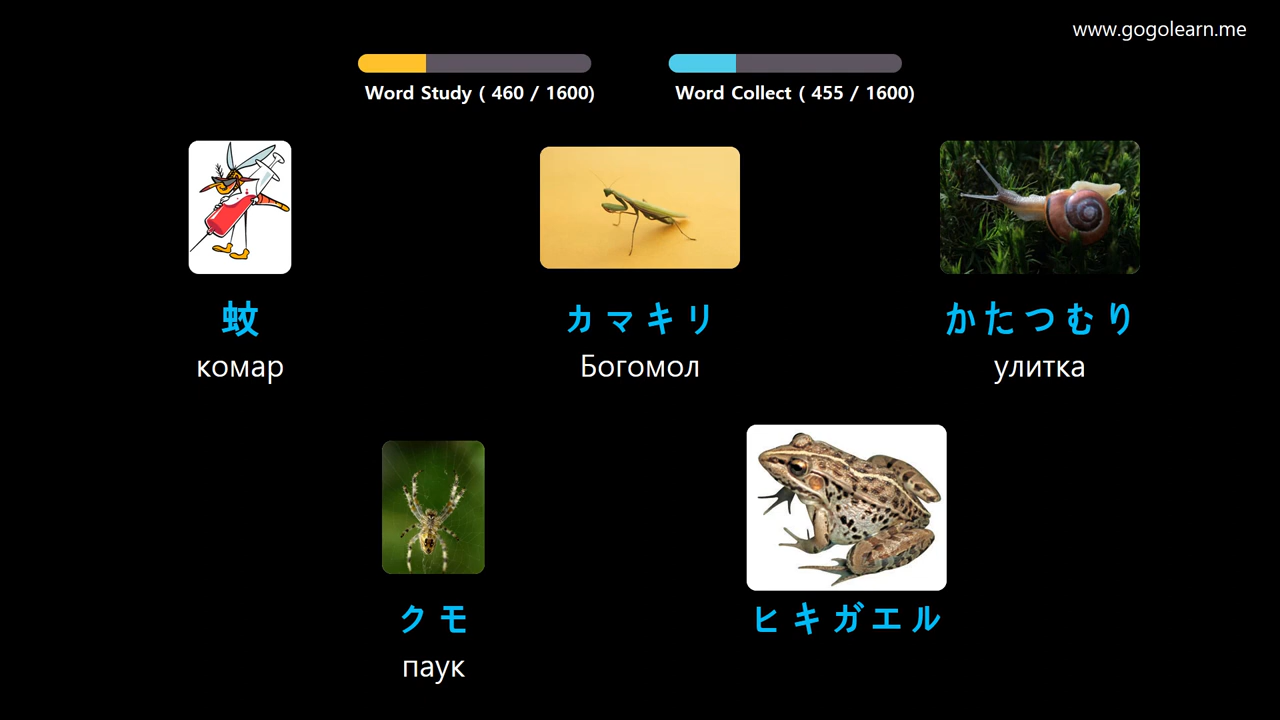 www.gogolearn.me
Word Study ( 460 / 1600)
Word Collect ( 455 / 1600)
蚊
カマキリ
かたつむり
комар
Богомол
улитка
クモ
ヒキガエル
паук